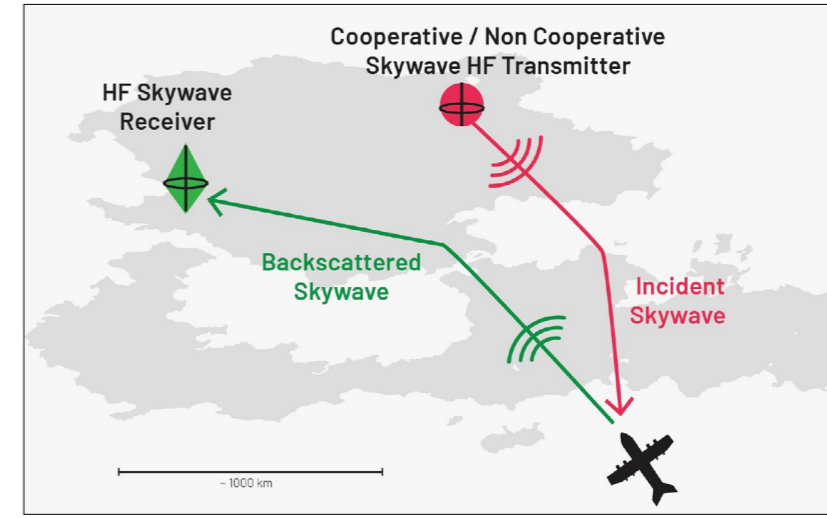 Cooperative / Non Cooperative
Skywave HF Transmitter
HF Skywave
Receiver
Backscattered
Skywave
Incident
Skywave
~ 1000 km